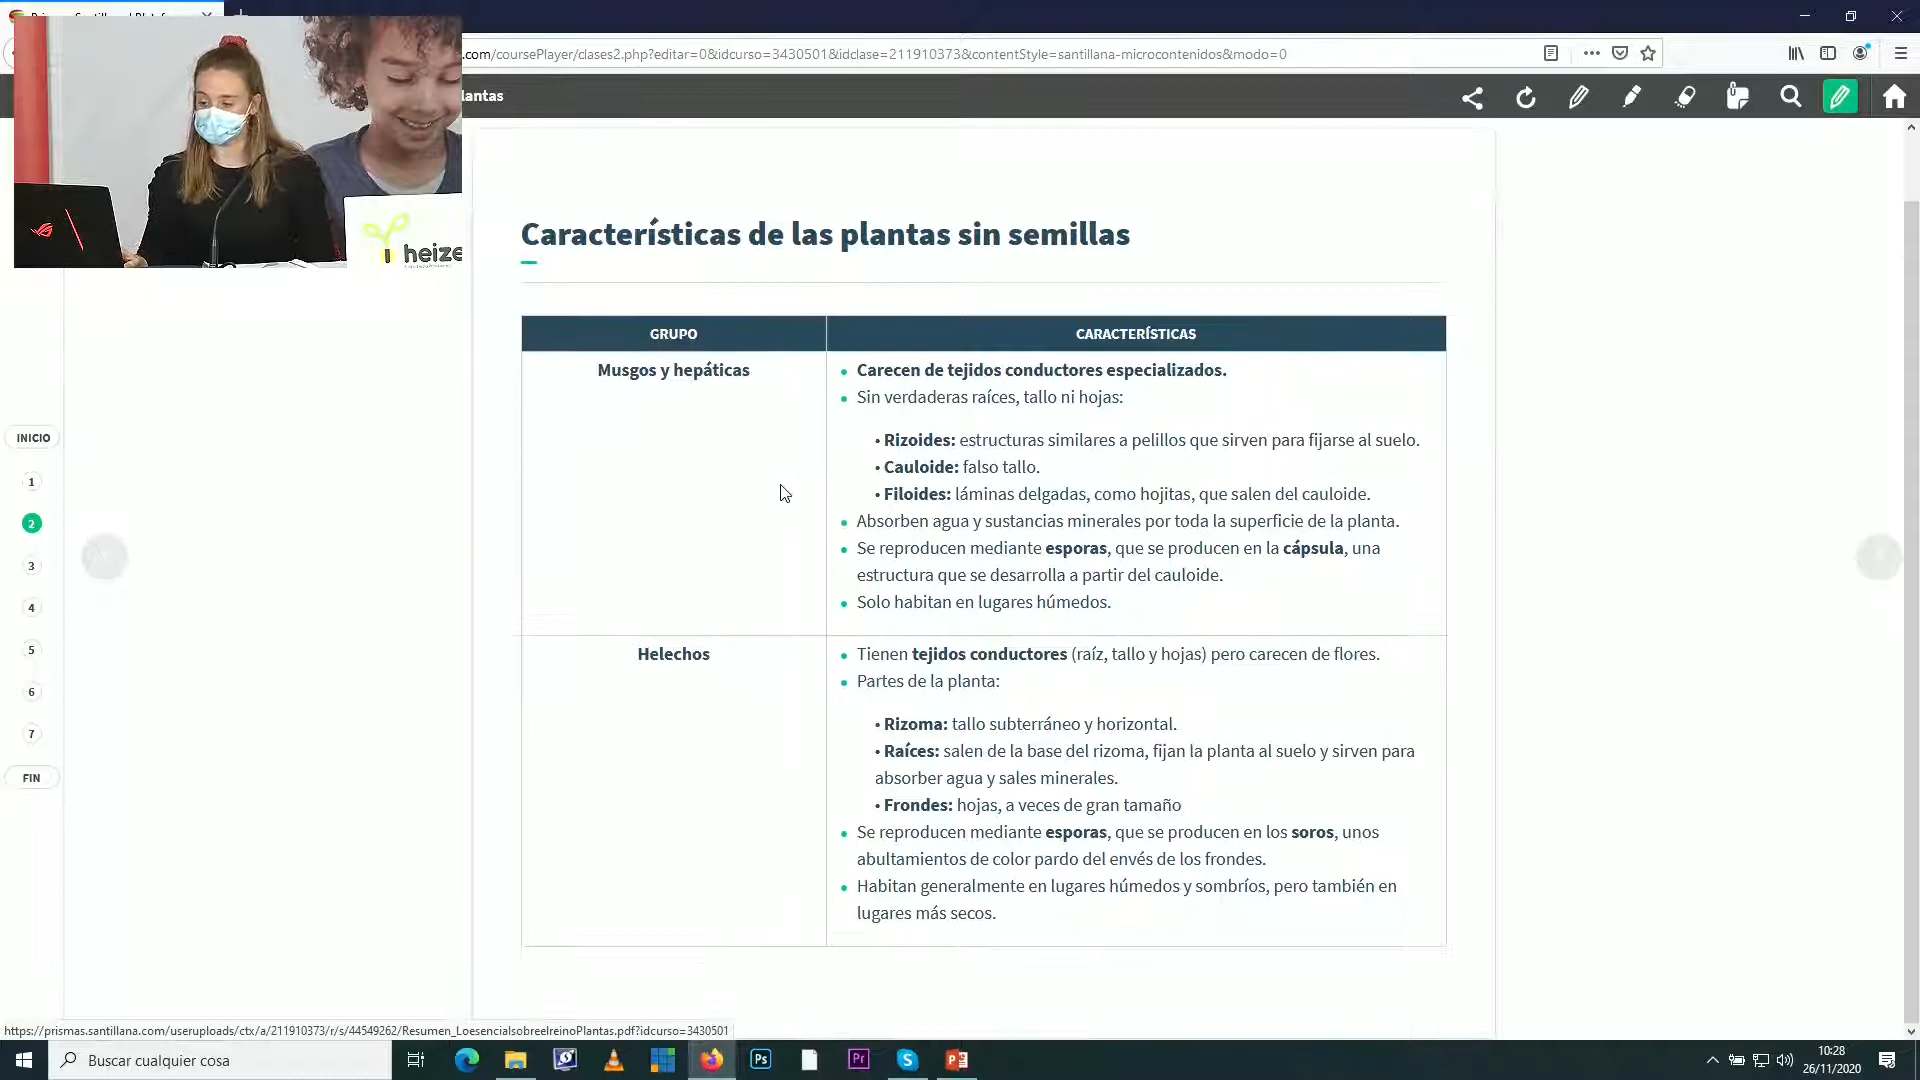 .com/coursePlayer/clases2.php?editar=0&idcurso=3430501&idclase=211910373&contentStyle=santillana-microcontenidos&modo=0
lantas
i heize
Características de las plantas sin semillas
GRUPO
CARACTERÍSTICAS
Musgos y hepáticas
• Carecen de tejidos conductores especializados.
• Sin verdaderas raíces, tallo ni hojas:
• Rizoides: estructuras similares a pelillos que sirven para fijarse al suelo.
• Cauloide: falso tallo.
• Filoides: láminas delgadas, como hojitas, que salen del cauloide.
• Absorben agua y sustancias minerales por toda la superficie de la planta.
• Se reproducen mediante esporas, que se producen en la cápsula, una
estructura que se desarrolla a partir del cauloide.
• Solo habitan en lugares húmedos.
Helechos
• Tienen tejidos conductores (raíz, tallo y hojas) pero carecen de flores.
• Partes de la planta:
• Rizoma: tallo subterráneo y horizontal.
• Raíces: salen de la base del rizoma, fijan la planta al suelo y sirven para
absorber agua y sales minerales.
• Frondes: hojas, a veces de gran tamaño
• Se reproducen mediante esporas, que se producen en los soros, unos
abultamientos de color pardo del envés de los frondes.
• Habitan generalmente en lugares húmedos y sombríos, pero también en
lugares más secos.
INICIO
1
2
3
4
5
6
7
FIN
https://prismas.santillana.com/useruploads/ctx/a/211910373/r/s/44549262/Resumen_LoesencialsobreelreinoPlantas.pdf?idcurso=3430501
Buscar cualquier cosa
Ps
Pr
10:28
26/11/2020